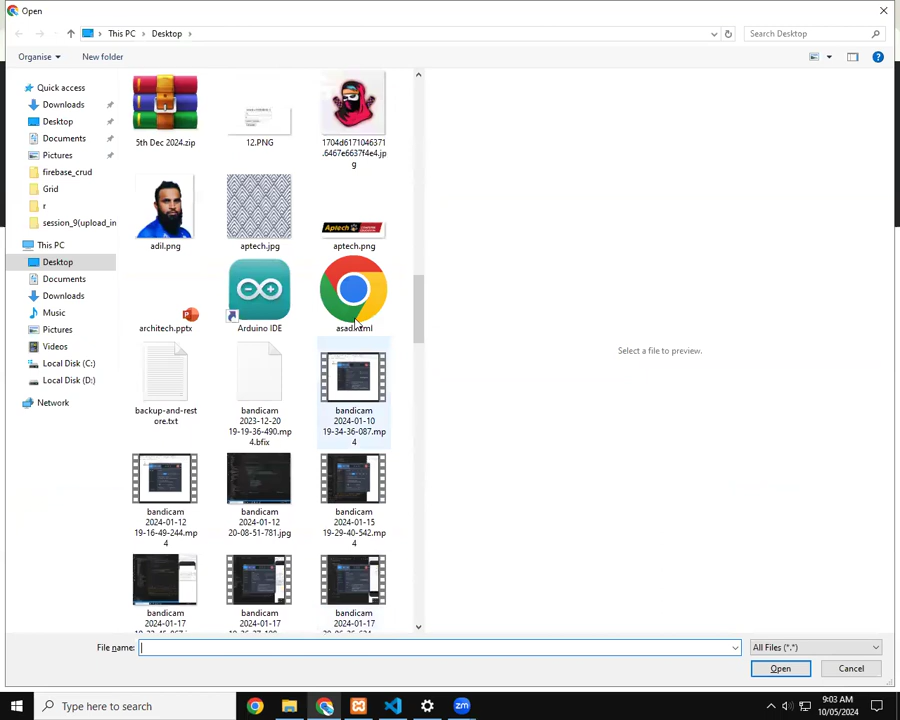 Open
This PC
Desktop
Search Desktop
Organise
New folder
Quick access
Downloads
Desktop
Documents
Pictures
firebase_crud
Grid
r
session_9(upload_in
This PC
Desktop
Documents
Downloads
Music
Pictures
Videos
Local Disk (C:)
Local Disk (D:)
Network
5th Dec 2024.zip
12.PNG
1704d6171046371
.6467e6637f4e4.jp
g
adil.png
aptech.jpg
Aptech
aptech.png
architech.pptx
Arduino IDE
backup-and-rest
ore.txt
bandicam
2023-12-20
19-19-36-490.mp
4.bfix
bandicam
2024-01-10
19-34-36-087.mp
4
bandicam
2024-01-12
19-16-49-244.mp
4
bandicam
2024-01-12
20-08-51-781.jpg
bandicam
2024-01-15
19-29-40-542.mp
4
bandicam
2024-01-17
bandicam
2024-01-17
bandicam
2024-01-17
Select a file to preview.
File name:
All Files (*.*)
Open
Cancel
Type here to search
zm
9:03 AM
10/05/2024